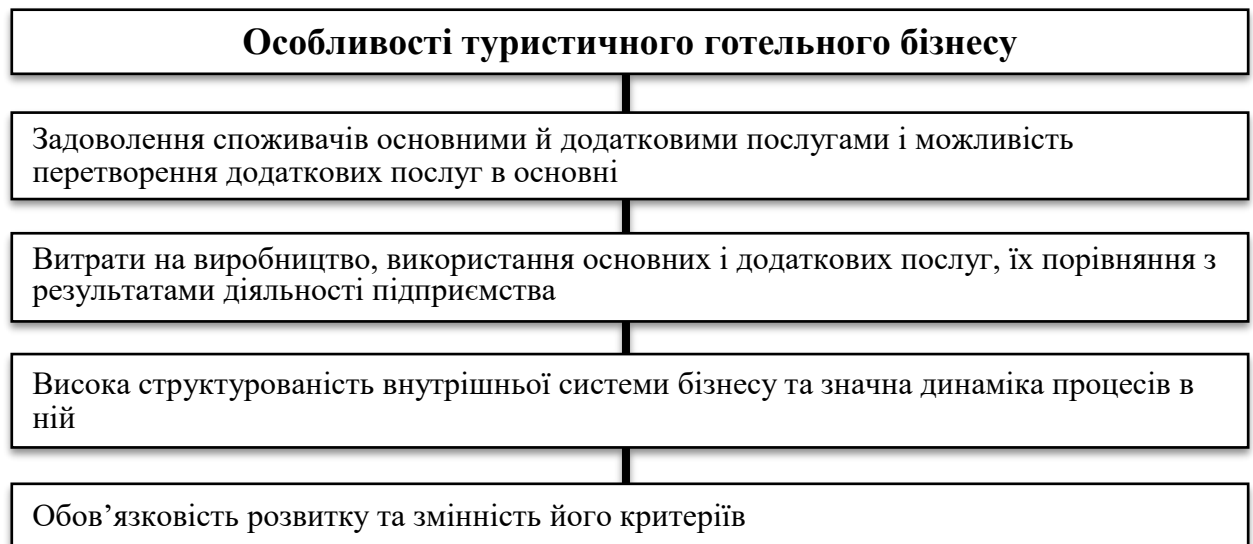 Особливості туристичного готельного бізнесу
Задоволення споживачів основними й додатковими послугами і можливість
перетворення додаткових послуг в основні
Витрати на виробництво, використання основних і додаткових послуг, їх порівняння з
результатами діяльності підприємства
Висока структурованість внутрішньої системи бізнесу та значна динаміка процесів в
ній
Обов’язковість розвитку та змінність його критеріїв